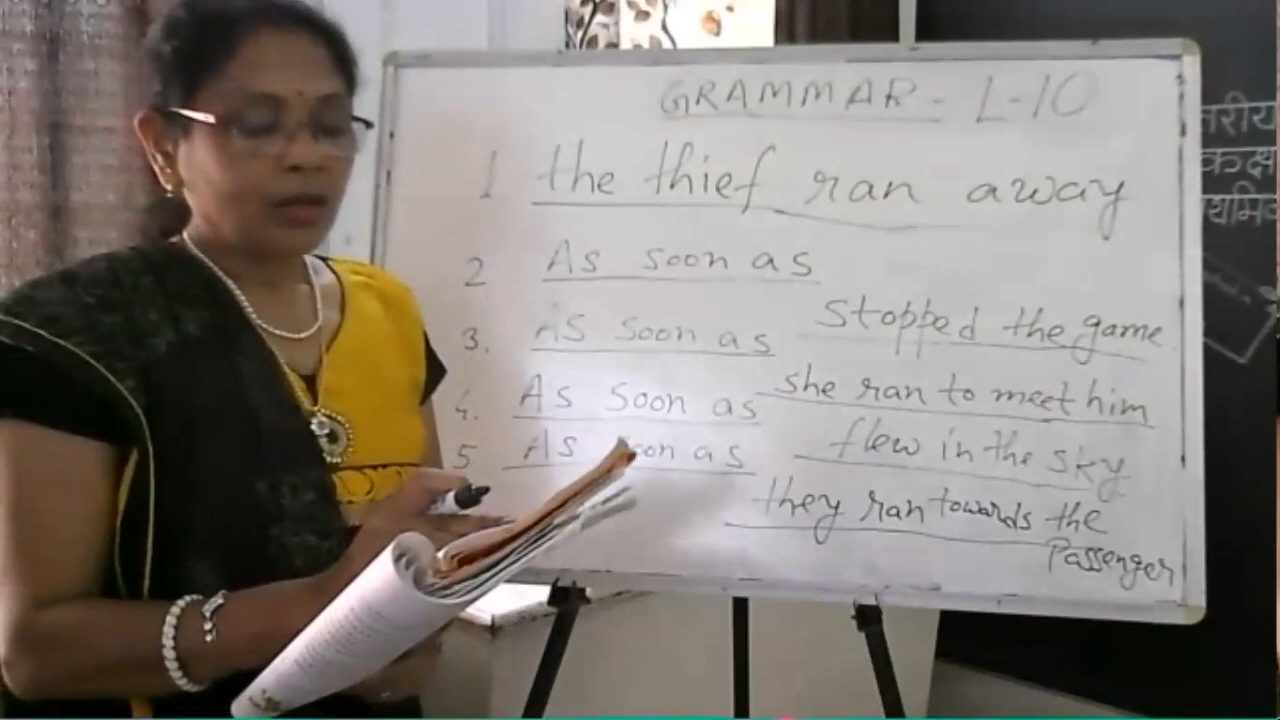 GRAMMAR - L-10
1 the thief ran away
2 As soon as
3. As soon as stopped the game
4. As soon as she ran to meet him
5 As soon as flew in the sky
they ran towards the
Passenger
तरीय
कक्ष